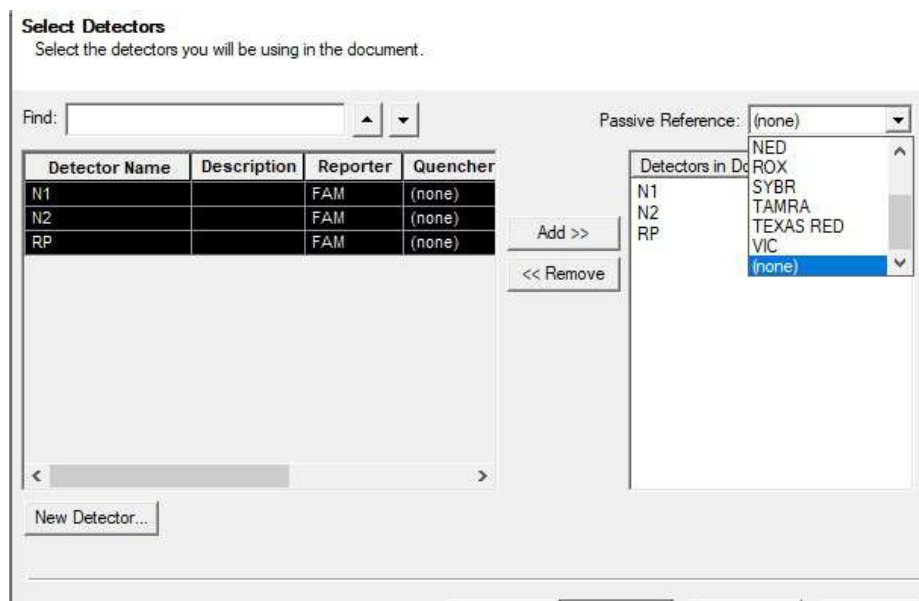 Select Detectors
Select the detectors you will be using in the document.
Find:
Passive Reference: (none)
NED
ROX
SYBR
TAMRA
TEXAS RED
VIC
(none)
Detector Name Description Reporter Quencher
N1 FAM (none)
N2 FAM (none)
RP FAM (none)
Add >>
<< Remove
Detectors in
N1
N2
RP
New Detector...